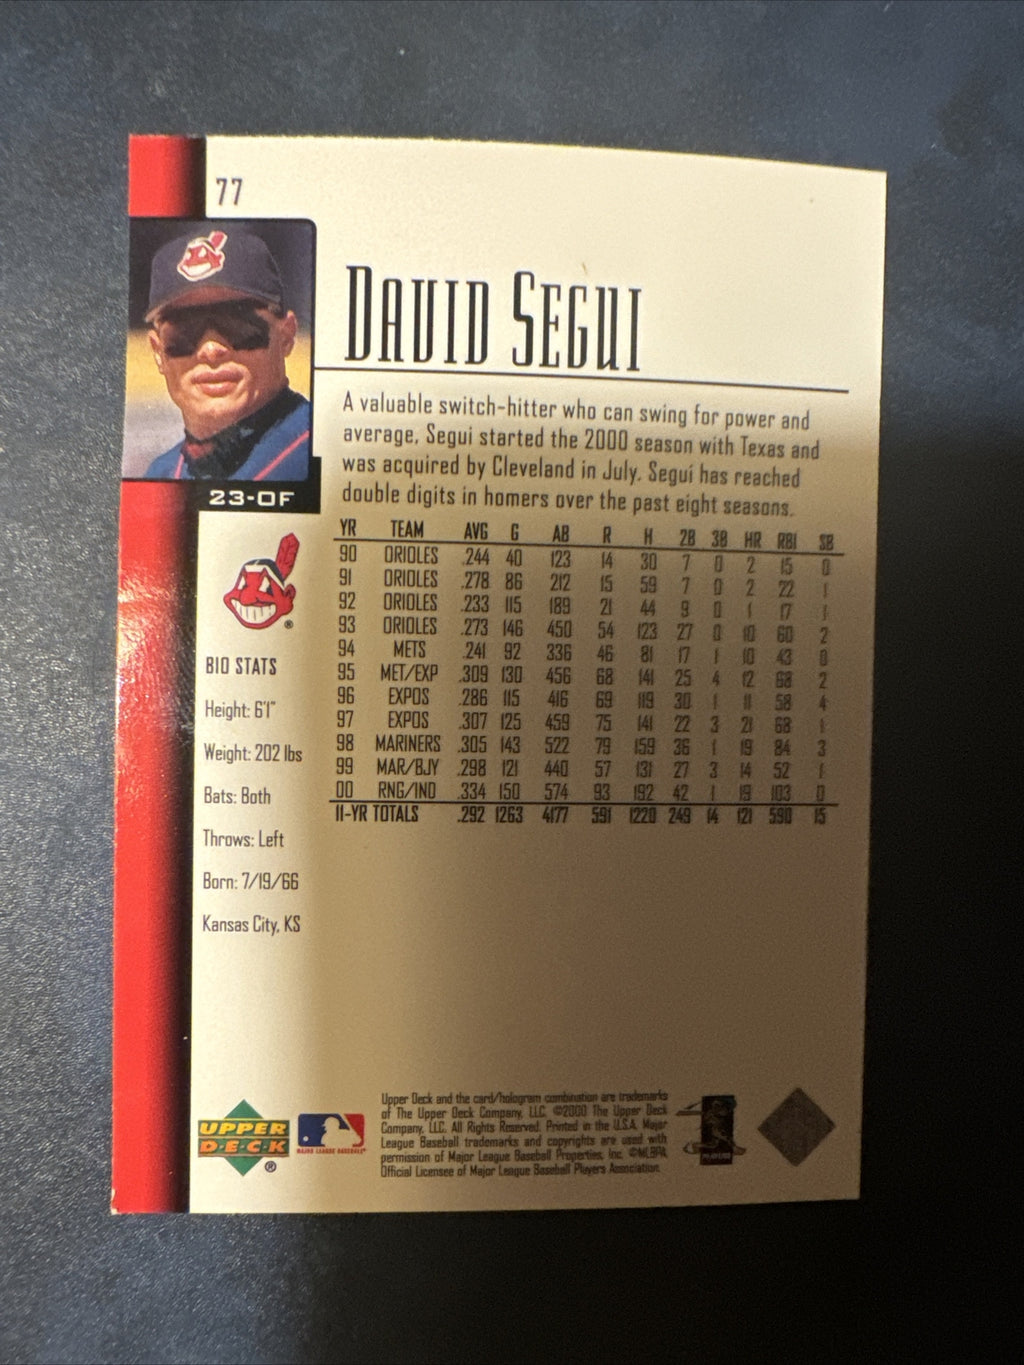 77
DAVID SEGUI
A valuable switch-hitter who can swing for power and
average, Segui started the 2000 season with Texas and
was acquired by Cleveland in July. Segui has reached
double digits in homers over the past eight seasons.
23-OF
YR TEAM AVG G AB R H 2B 3B HR RBI SB
90 ORIOLES .244 40 123 14 30 7 0 2 15 0
91 ORIOLES .278 86 212 15 59 7 0 2 22 1
92 ORIOLES .233 115 189 21 44 9 0 1 17 1
93 ORIOLES .273 146 450 54 123 27 0 10 60 2
94 METS .241 92 336 46 81 17 1 10 43 0
95 MET/EXP .309 130 456 68 141 25 4 12 68 2
96 EXPOS .286 115 416 69 119 30 1 11 58 4
97 EXPOS .307 125 459 75 141 22 3 21 68 1
98 MARINERS .305 143 522 79 159 36 1 19 84 3
99 MAR/BJY .298 121 440 57 131 27 3 14 52 1
00 RNG/IND .334 150 574 93 192 42 1 19 103 0
11-YR TOTALS .292 1263 4177 591 1220 249 14 121 590 15
®
BIO STATS
Height: 6'1"
Weight: 202 lbs
Bats: Both
Throws: Left
Born: 7/19/66
Kansas City, KS
UPPER
D•E•C•K
®
MAJOR LEAGUE BASEBALL
Upper Deck and the card/hologram combination are trademarks
of The Upper Deck Company, LLC. ©2000 The Upper Deck
Company, LLC. All Rights Reserved. Printed in the U.S.A. Major
League Baseball trademarks and copyrights are used with
permission of Major League Baseball Properties, Inc. ©MLBPA
Official Licensee of Major League Baseball Players Association.
PLAYERS